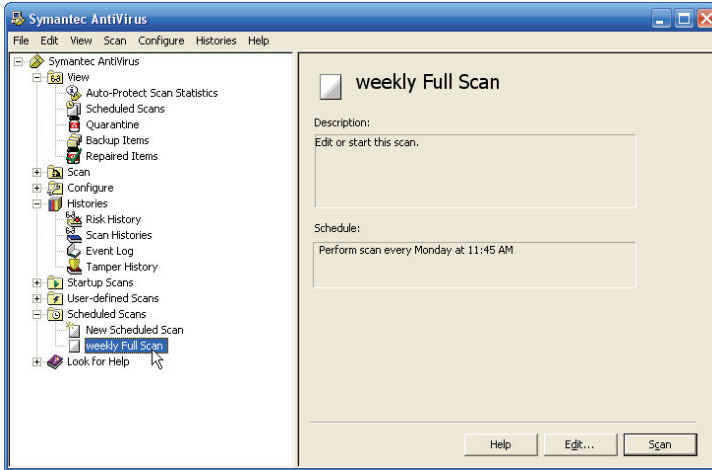 Symantec AntiVirus
File Edit View Scan Configure Histories Help
Symantec AntiVirus
View
Auto-Protect Scan Statistics
Scheduled Scans
Quarantine
Backup Items
Repaired Items
Scan
Configure
Histories
Risk History
Scan Histories
Event Log
Tamper History
Startup Scans
User-defined Scans
Scheduled Scans
New Scheduled Scan
weekly Full Scan
Look for Help
weekly Full Scan
Description:
Edit or start this scan.
Schedule:
Perform scan every Monday at 11:45 AM
Help Edit... Scan